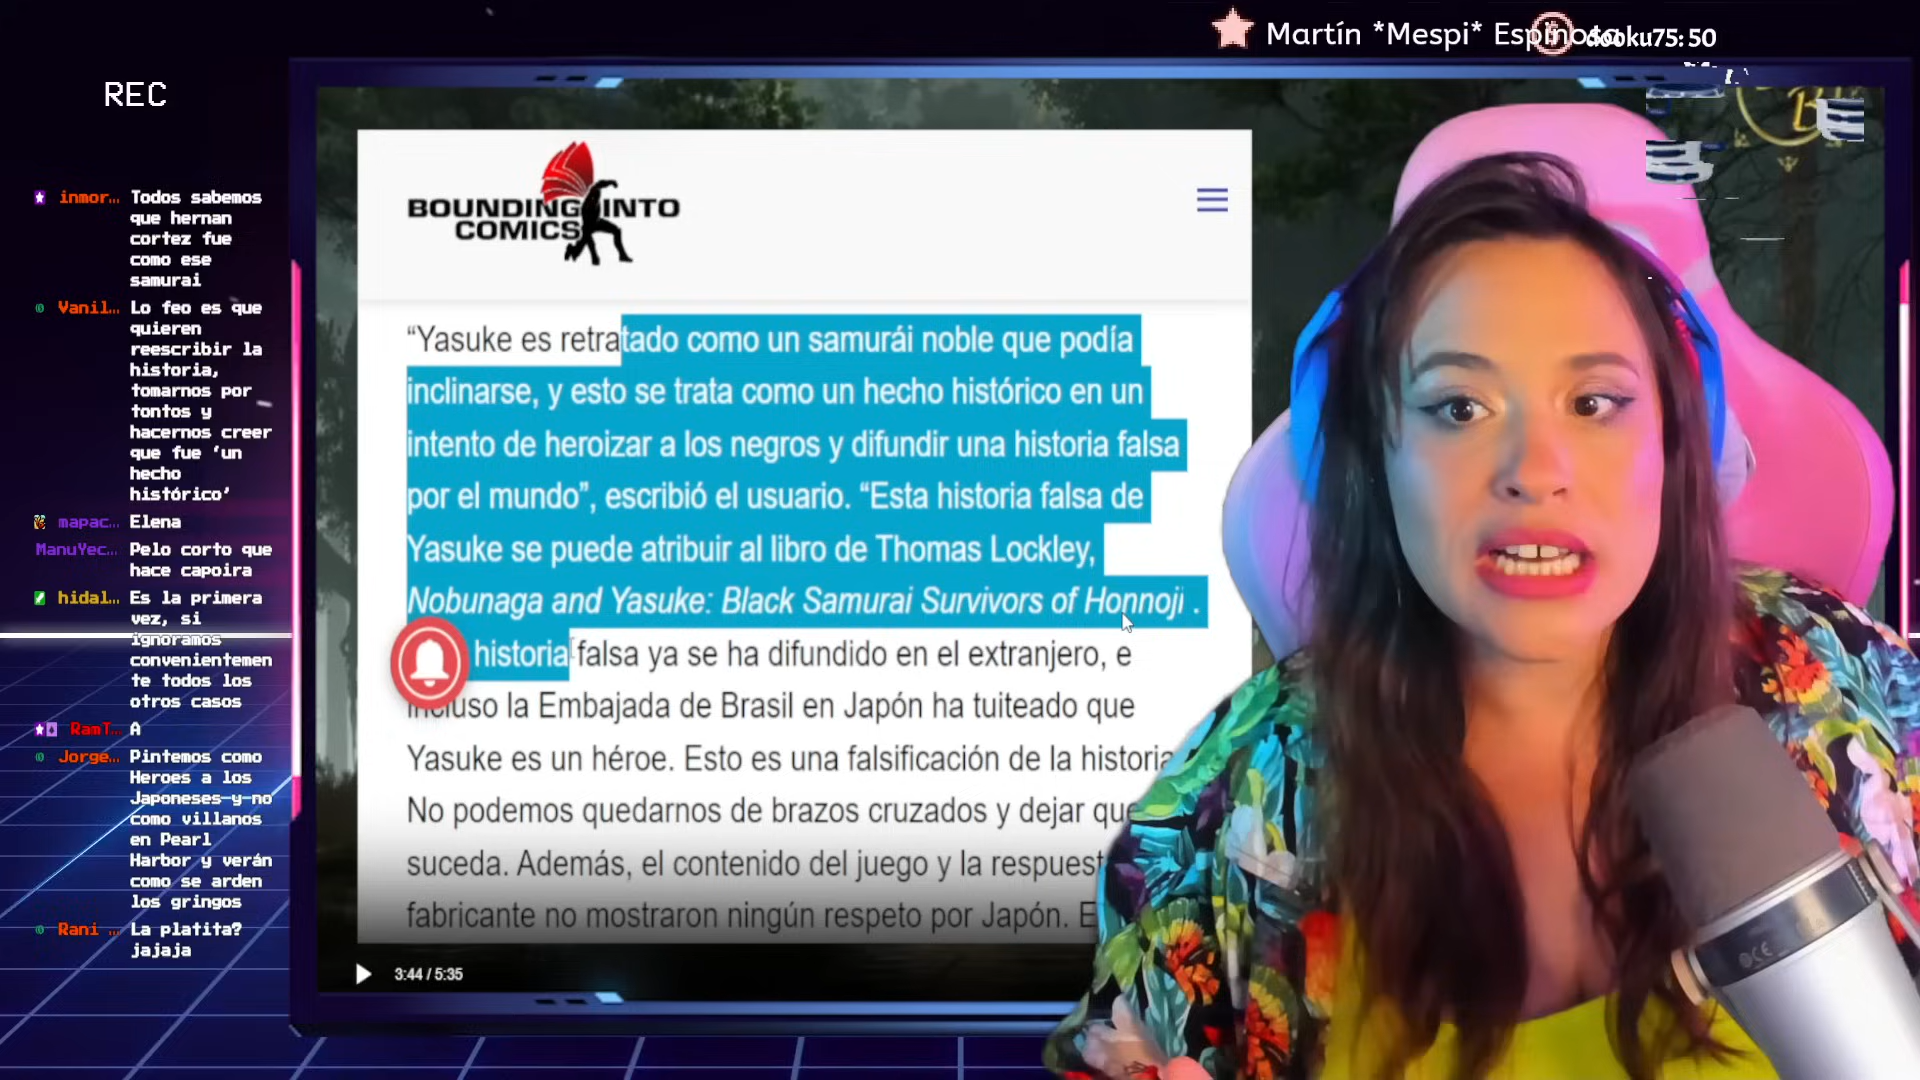 Martín *Mespi* Espinosa
dooku75: 50
REC
BOUNDING INTO
COMICS
“Yasuke es retratado como un samurái noble que podía
inclinarse, y esto se trata como un hecho histórico en un
intento de heroizar a los negros y difundir una historia falsa
por el mundo”, escribió el usuario. “Esta historia falsa de
Yasuke se puede atribuir al libro de Thomas Lockley,
Nobunaga and Yasuke: Black Samurai Survivors of Honnoji .
historia falsa ya se ha difundido en el extranjero, e
incluso la Embajada de Brasil en Japón ha tuiteado que
Yasuke es un héroe. Esto es una falsificación de la historia
No podemos quedarnos de brazos cruzados y dejar que
suceda. Además, el contenido del juego y la respuest
fabricante no mostraron ningún respeto por Japón. E
3:44 / 5:35
inmor... Todos sabemos
que hernan
cortez fue
como ese
samurai
Vanil... Lo feo es que
quieren
reescribir la
historia,
tomarnos por
tontos y
hacernos creer
que fue 'un
hecho
histórico'
mapac... Elena
ManuYec... Pelo corto que
hace capoira
hidal... Es la primera
vez, si
ignoramos
convenientemen
te todos los
otros casos
RamT... A
Jorge... Pintemos como
Heroes a los
Japoneses y no
como villanos
en Pearl
Harbor y verán
como se arden
los gringos
Rani ... La platita?
jajaja